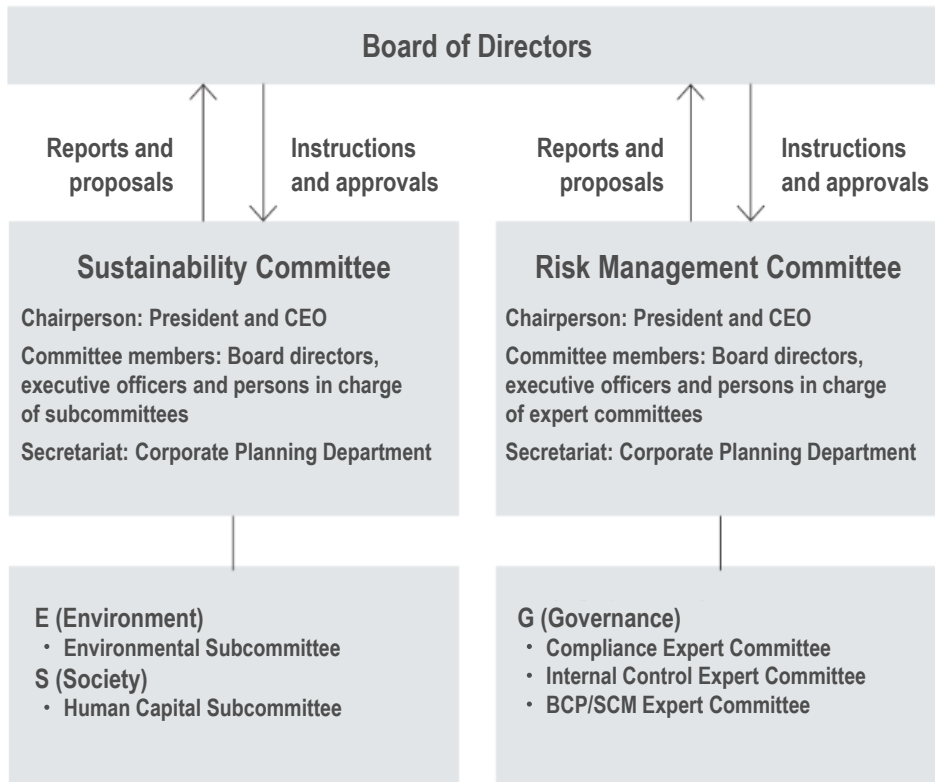 Board of Directors
Reports and
proposals
Instructions
and approvals
Reports and
proposals
Instructions
and approvals
Sustainability Committee
Chairperson: President and CEO
Committee members: Board directors,
executive officers and persons in charge
of subcommittees
Secretariat: Corporate Planning Department
Risk Management Committee
Chairperson: President and CEO
Committee members: Board directors,
executive officers and persons in charge
of expert committees
Secretariat: Corporate Planning Department
E (Environment)
・ Environmental Subcommittee
S (Society)
・ Human Capital Subcommittee
G (Governance)
・ Compliance Expert Committee
・ Internal Control Expert Committee
・ BCP/SCM Expert Committee